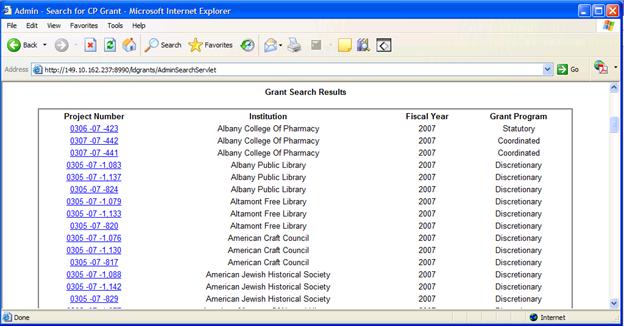 Admin - Search for CP Grant - Microsoft Internet Explorer
File Edit View Favorites Tools Help
Back Search Favorites
Address http://149.10.162.237:8990/ldgrants/AdminSearchServlet Go
Grant Search Results
Project Number Institution Fiscal Year Grant Program
0306 -07 -423 Albany College Of Pharmacy 2007 Statutory
0307 -07 -442 Albany College Of Pharmacy 2007 Coordinated
0307 -07 -441 Albany College Of Pharmacy 2007 Coordinated
0305 -07 -1,083 Albany Public Library 2007 Discretionary
0305 -07 -1,137 Albany Public Library 2007 Discretionary
0305 -07 -824 Albany Public Library 2007 Discretionary
0305 -07 -1,079 Altamont Free Library 2007 Discretionary
0305 -07 -1,133 Altamont Free Library 2007 Discretionary
0305 -07 -820 Altamont Free Library 2007 Discretionary
0305 -07 -1,076 American Craft Council 2007 Discretionary
0305 -07 -1,130 American Craft Council 2007 Discretionary
0305 -07 -817 American Craft Council 2007 Discretionary
0305 -07 -1,088 American Jewish Historical Society 2007 Discretionary
0305 -07 -1,142 American Jewish Historical Society 2007 Discretionary
0305 -07 -829 American Jewish Historical Society 2007 Discretionary
Done Internet